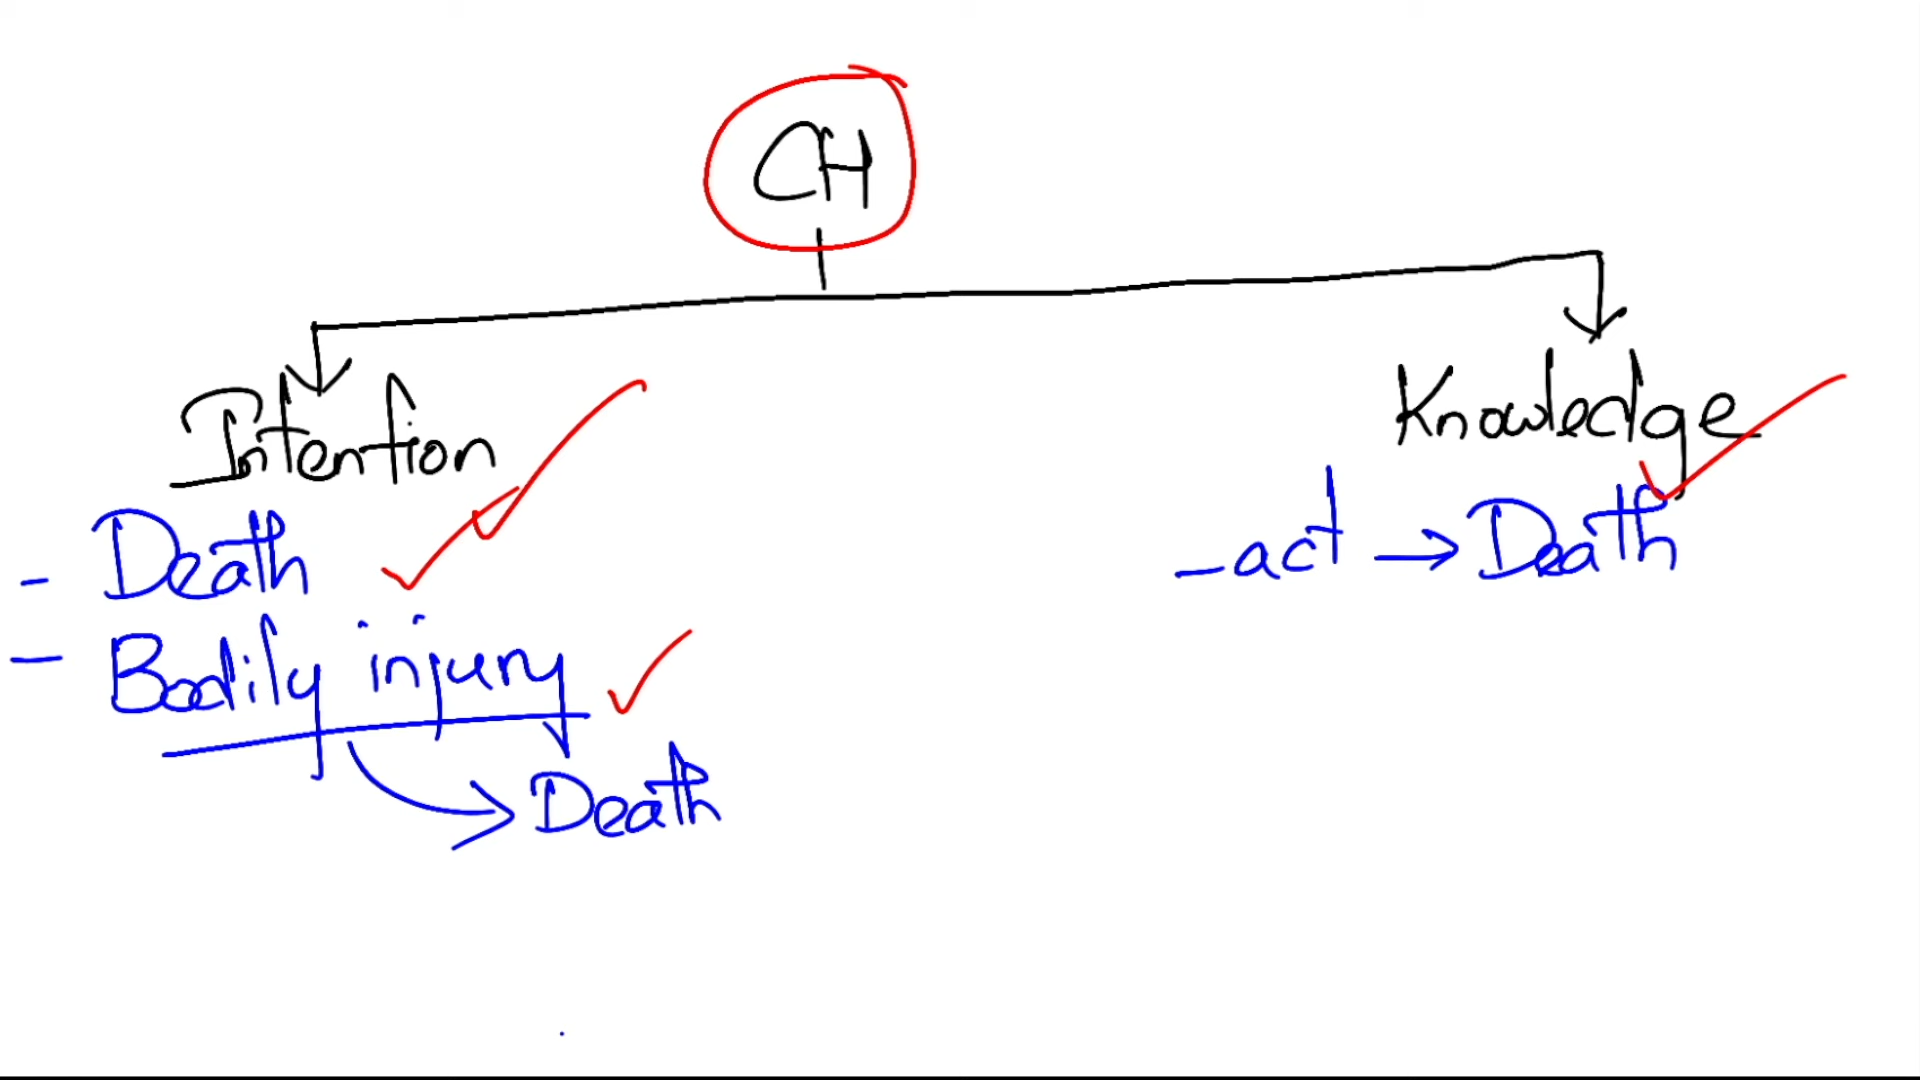 CH
Intention
Knowledge
- Death
- act → Death
- Bodily injury
→ Death